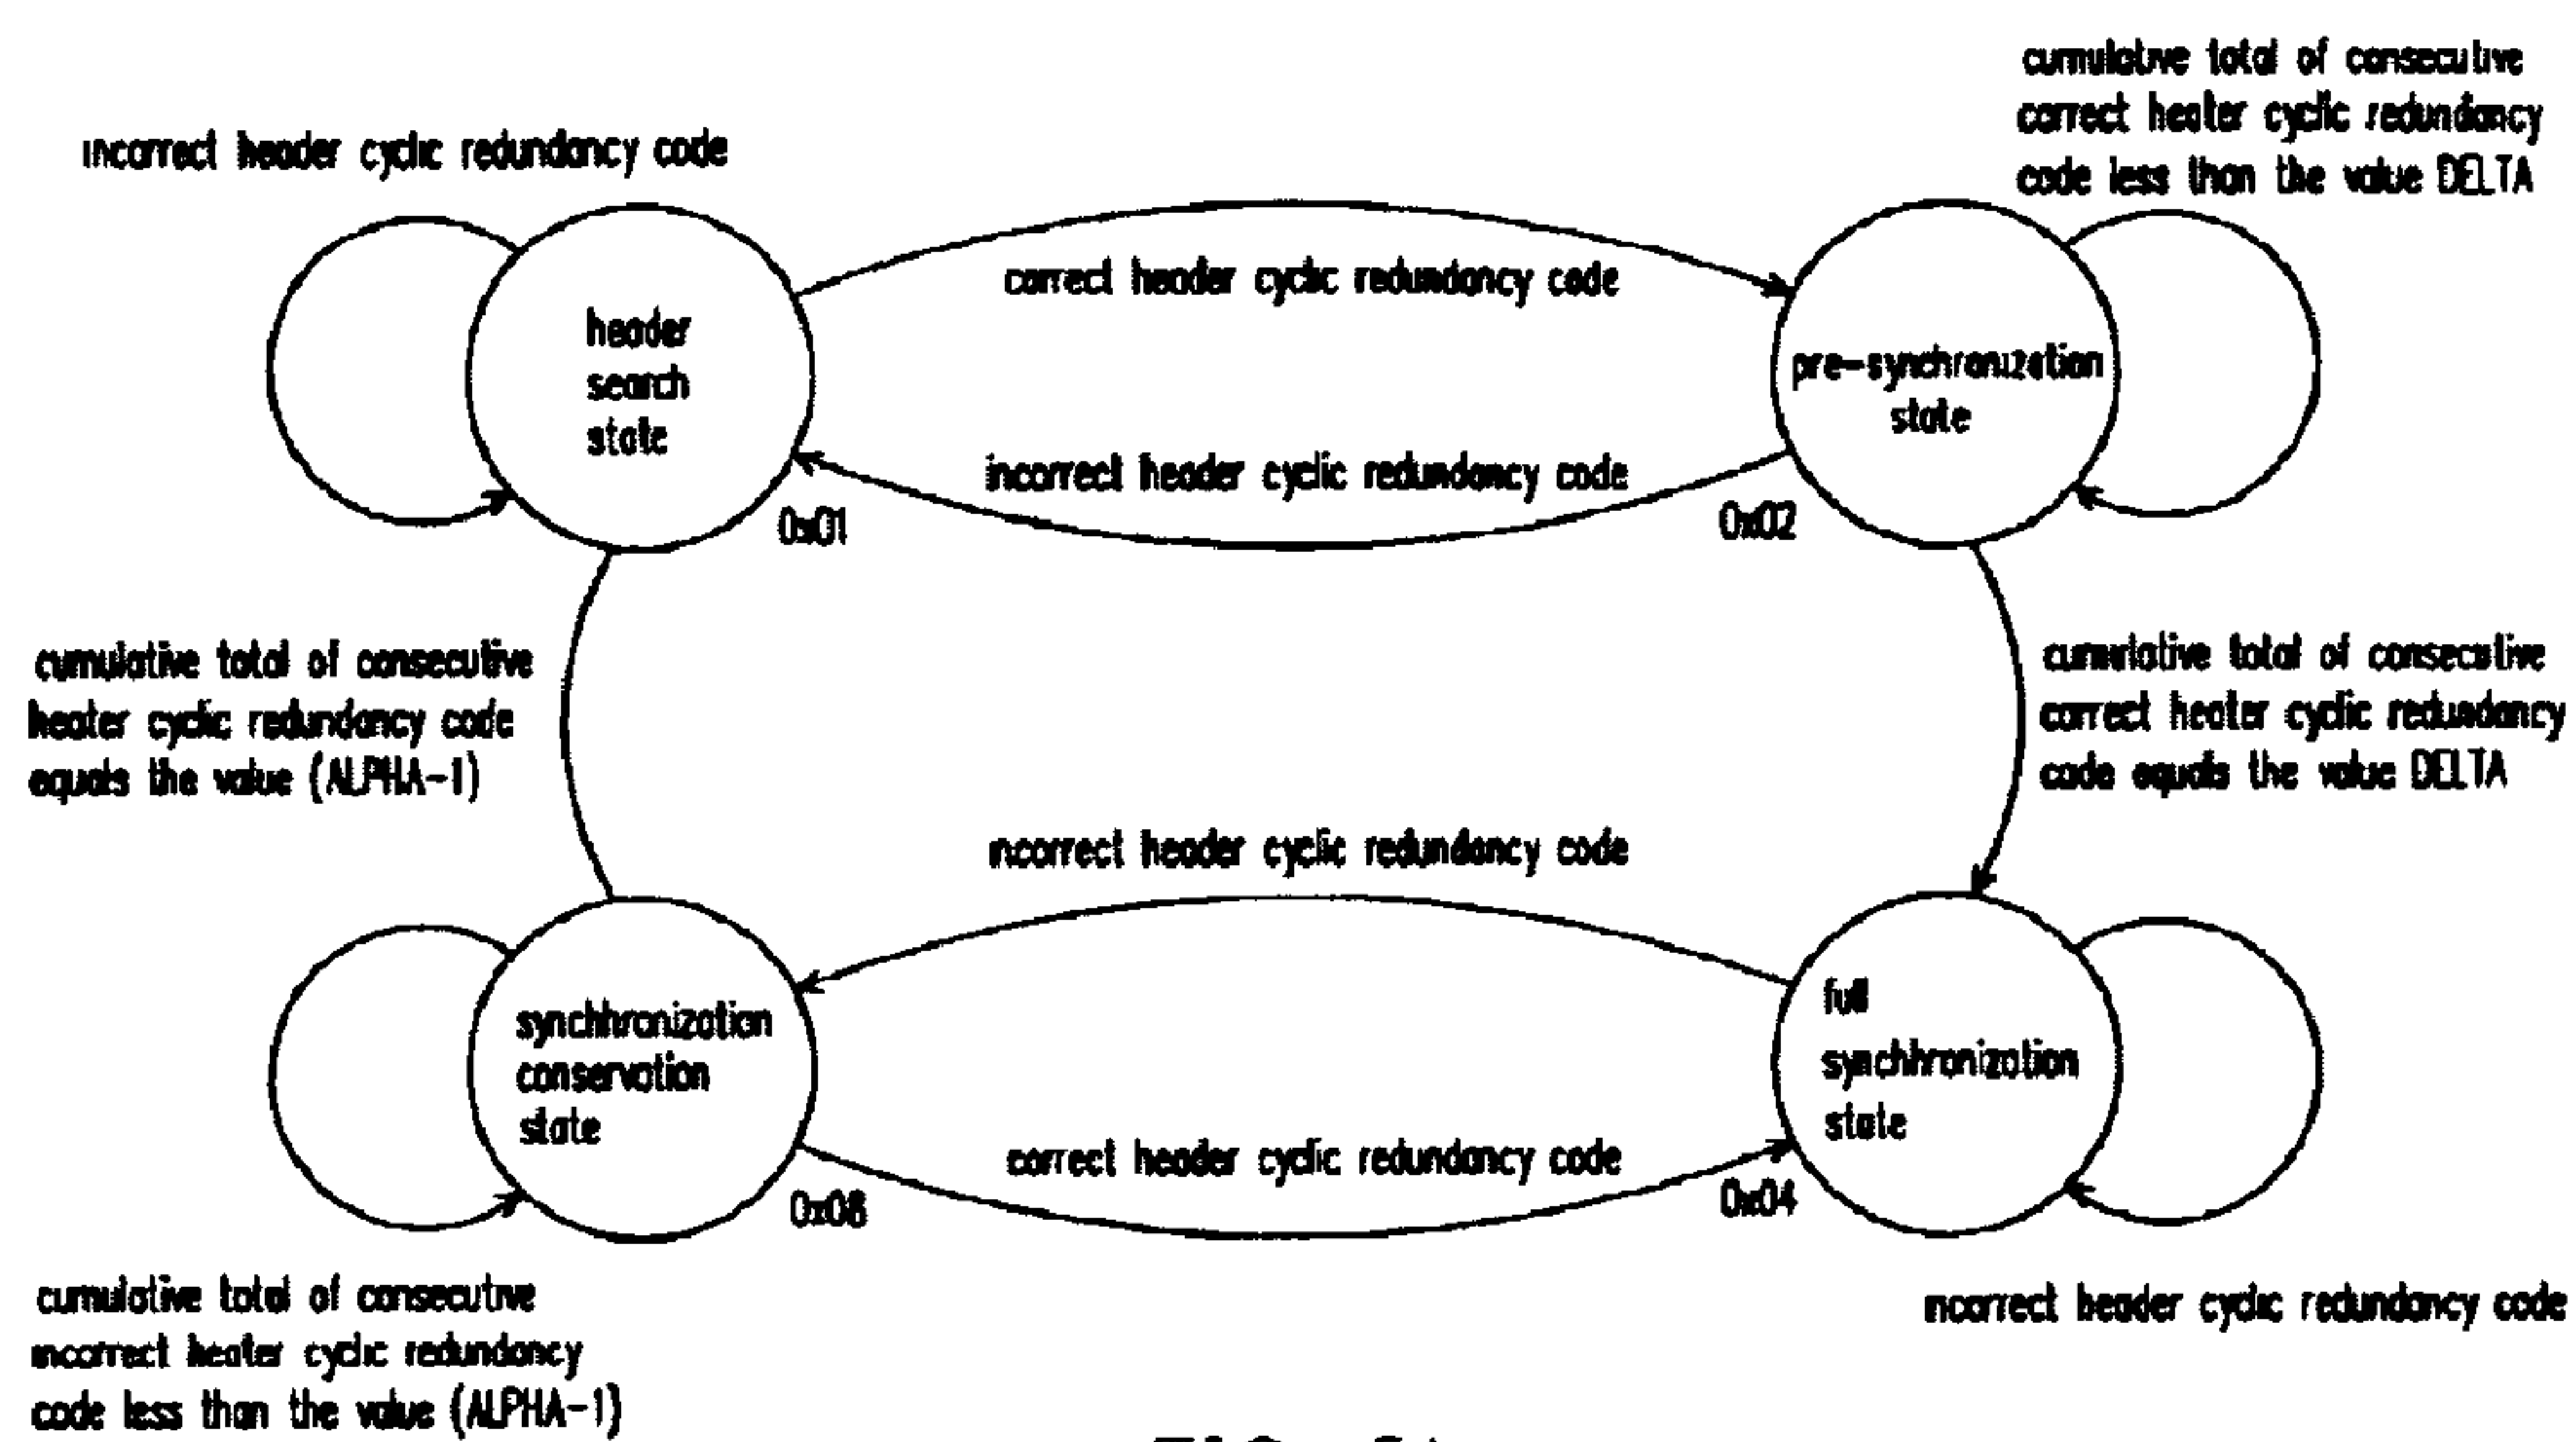 incorrect header cyclic redundancy code
cumulative total of consecutive
correct heater cyclic redundancy
code less than the value DELTA
correct header cyclic redundancy code
header
search
state
pre-synchronization
state
incorrect header cyclic redundancy code
0x01
0x02
cumulative total of consecutive
heater cyclic redundancy code
equals the value (ALPHA-1)
cumulative total of consecutive
correct heater cyclic redundancy
code equals the value DELTA
incorrect header cyclic redundancy code
synchhronization
conservation
state
full
synchhronization
state
correct header cyclic redundancy code
0x08
0x04
cumulative total of consecutive
incorrect heater cyclic redundancy
code less than the value (ALPHA-1)
incorrect header cyclic redundancy code